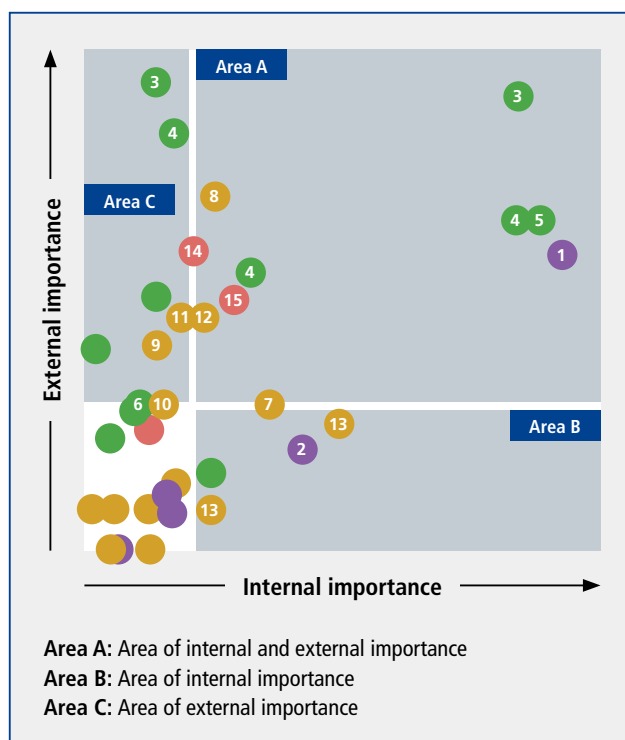 Area A
3
3
4
Area C
8
4
5
14
1
4
15
11
12
9
6
10
7
13
Area B
2
13
External importance
Internal importance
Area A: Area of internal and external importance
Area B: Area of internal importance
Area C: Area of external importance